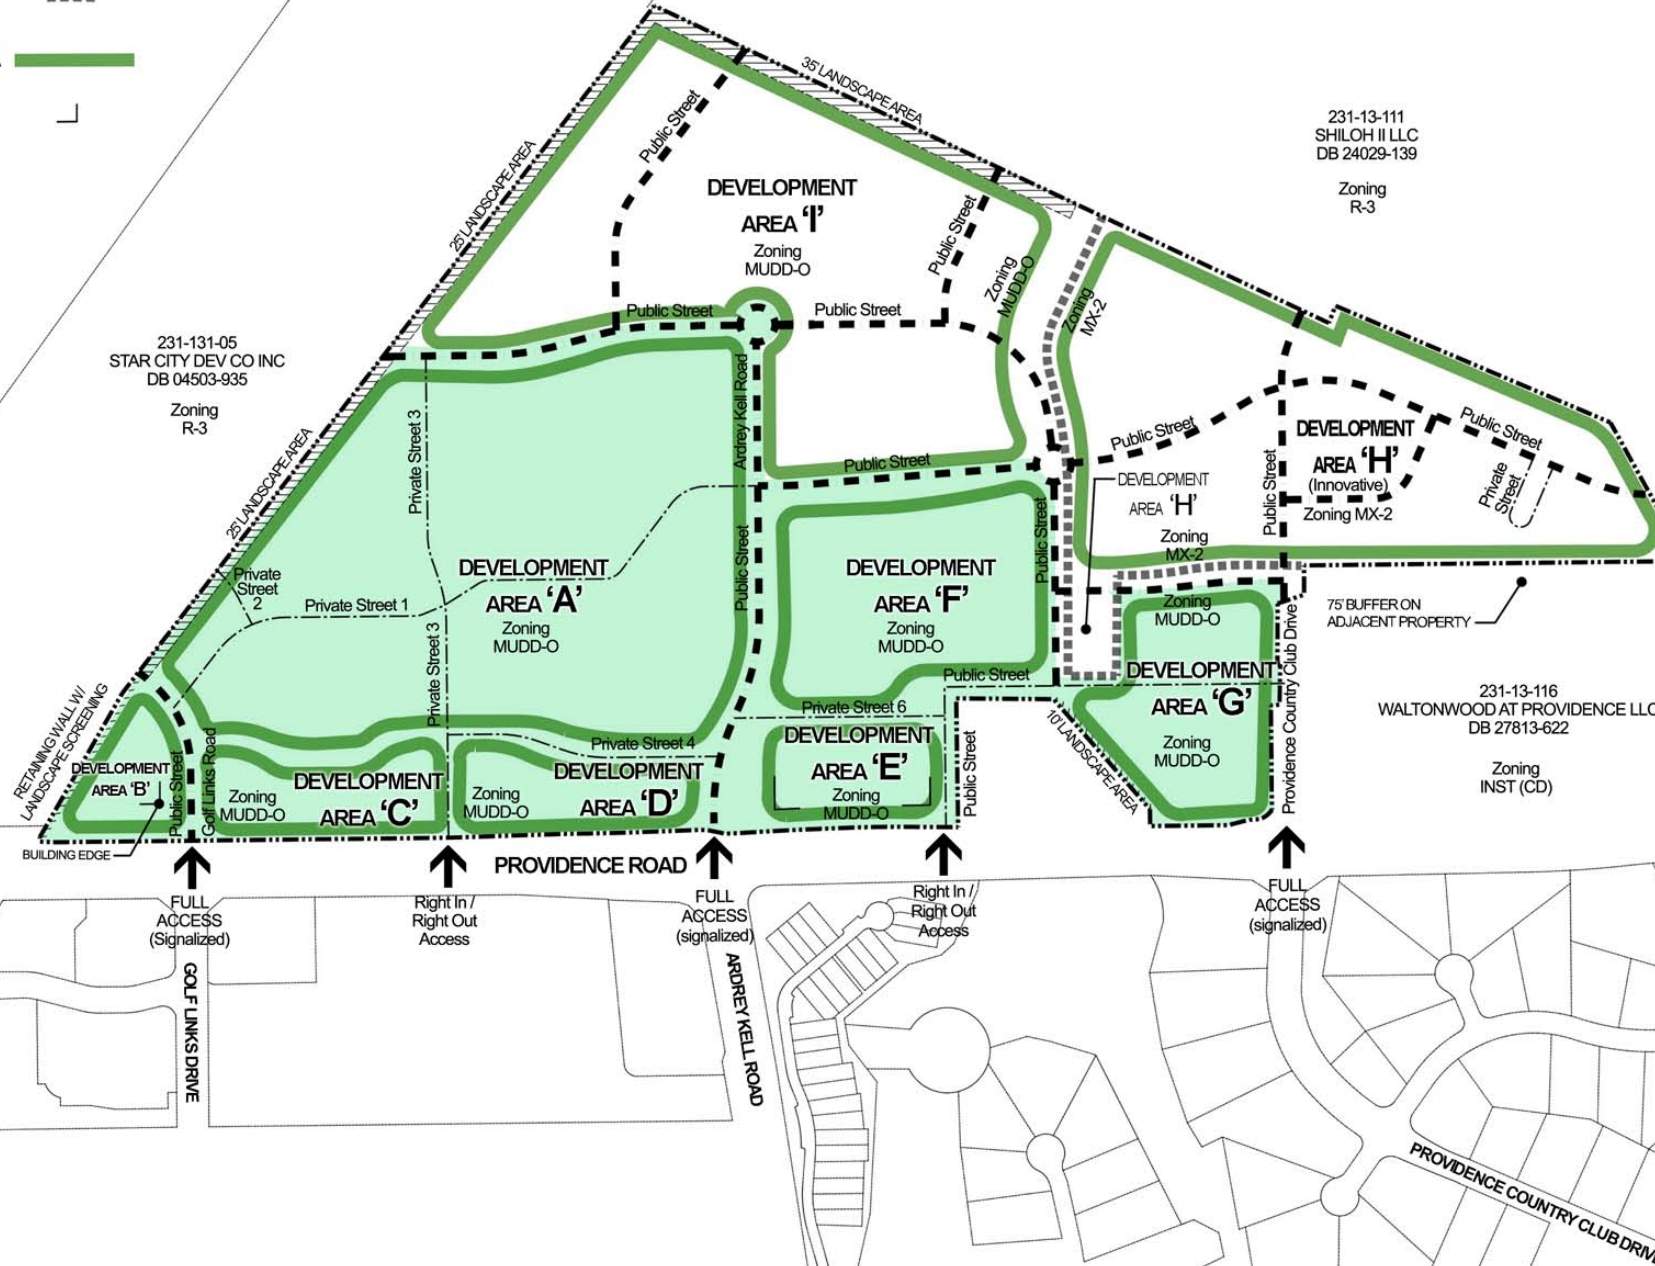 35' LANDSCAPE AREA
Public Street
25' LANDSCAPE AREA
DEVELOPMENT
AREA 'I'
Zoning
MUDD-O
Public Street
Zoning
MUDD-O
Zoning
MX-2
231-13-111
SHILOH II LLC
DB 24029-139
Zoning
R-3
Public Street
Public Street
231-131-05
STAR CITY DEV CO INC
DB 04503-935
Zoning
R-3
25' LANDSCAPE AREA
Private Street 3
Ardrey Kell Road
Public Street
Public Street
Public Street
DEVELOPMENT
AREA 'H'
(Innovative)
Zoning MX-2
Public Street
Private
Street
Public Street
DEVELOPMENT
AREA 'H'
Zoning
MX-2
Private
Street
2
Private Street 1
DEVELOPMENT
AREA 'A'
Zoning
MUDD-O
Private Street 3
Public Street
DEVELOPMENT
AREA 'F'
Zoning
MUDD-O
Public Street
Zoning
MUDD-O
75' BUFFER ON
ADJACENT PROPERTY
Public Street
Private Street 6
DEVELOPMENT
AREA 'G'
Zoning
MUDD-O
Providence Country Club Drive
231-13-116
WALTONWOOD AT PROVIDENCE LLC
DB 27813-622
Zoning
INST (CD)
RETAINING WALL W/
LANDSCAPE SCREENING
DEVELOPMENT
AREA 'B'
Public Street
Golf Links Road
Zoning
MUDD-O
DEVELOPMENT
AREA 'C'
Private Street 4
Zoning
MUDD-O
DEVELOPMENT
AREA 'D'
DEVELOPMENT
AREA 'E'
Zoning
MUDD-O
Public Street
10' LANDSCAPE AREA
BUILDING EDGE
PROVIDENCE ROAD
FULL
ACCESS
(Signalized)
Right In /
Right Out
Access
FULL
ACCESS
(signalized)
Right In /
Right Out
Access
FULL
ACCESS
(signalized)
GOLF LINKS DRIVE
ARDREY KELL ROAD
PROVIDENCE COUNTRY CLUB DRIVE